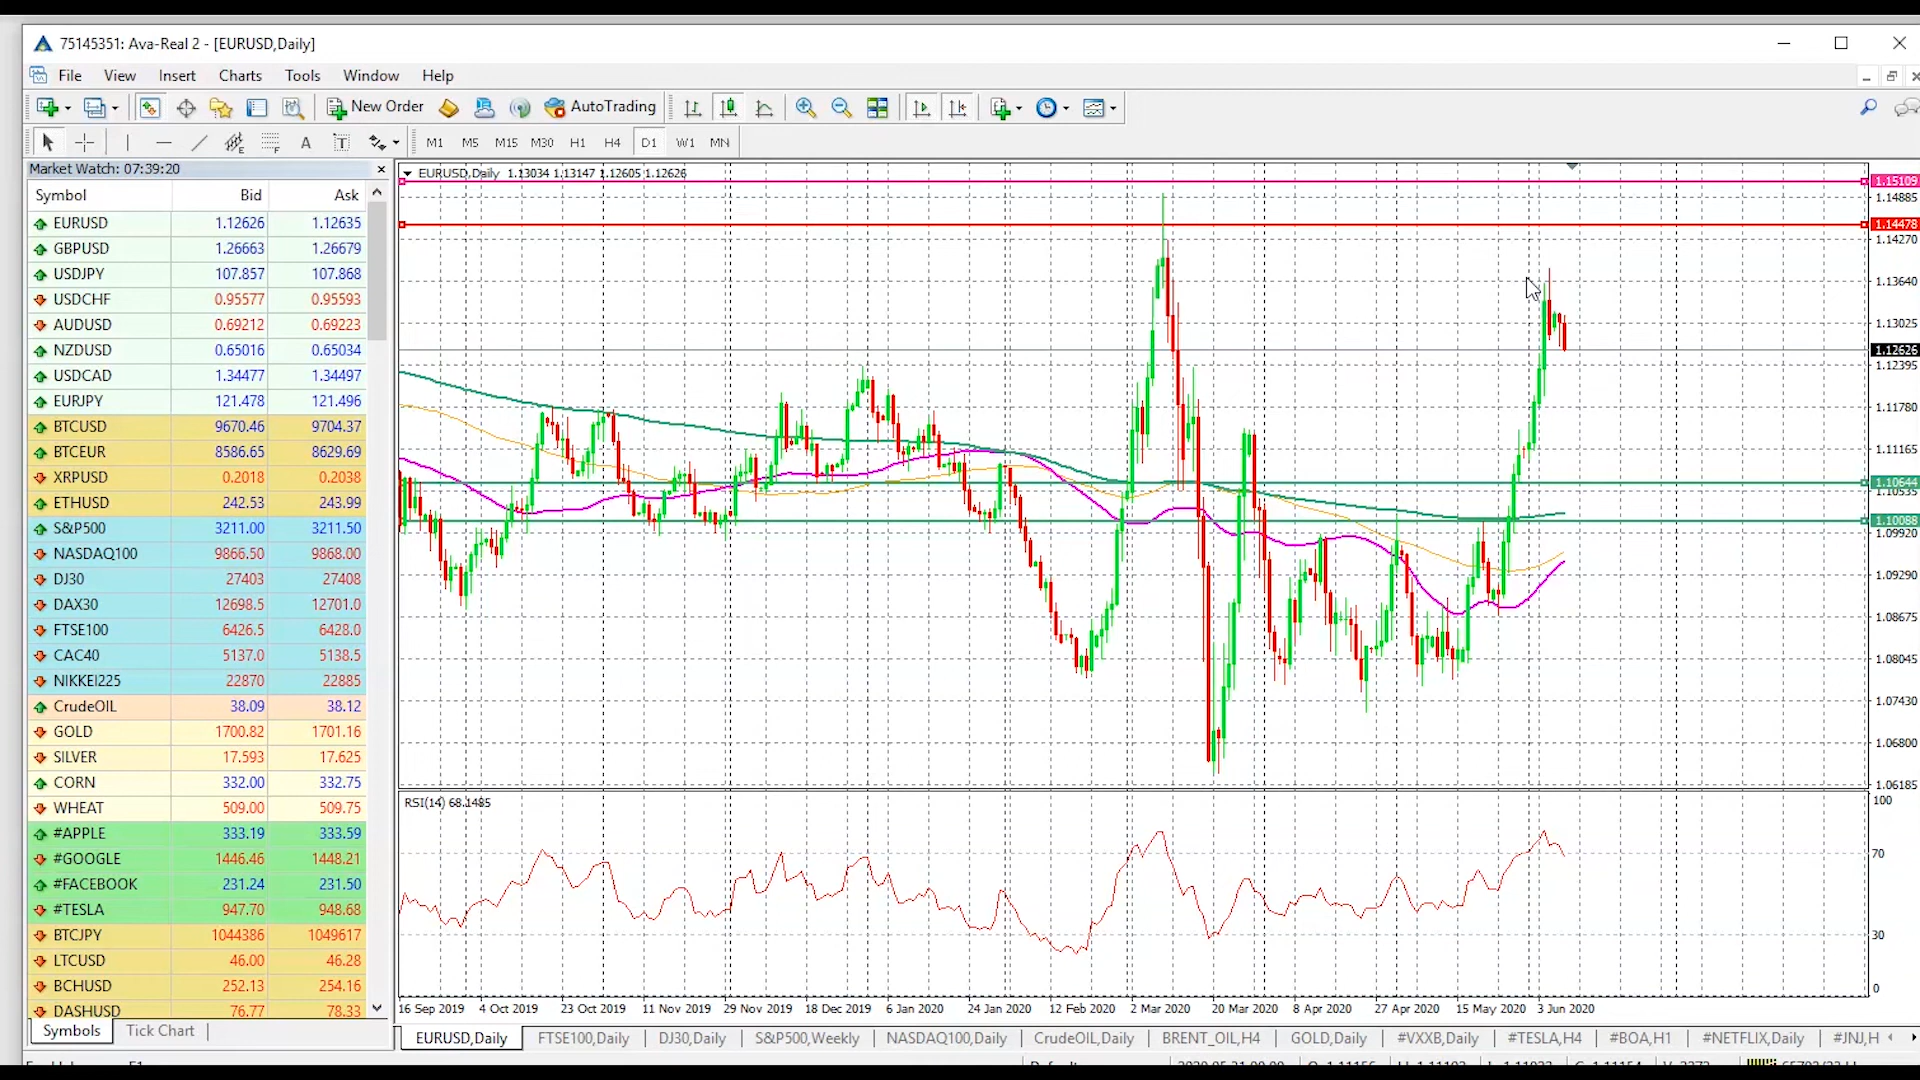 75145351: Ava-Real 2 - [EURUSD,Daily]
File View Insert Charts Tools Window Help
New Order AutoTrading
A T M1 M5 M15 M30 H1 H4 D1 W1 MN
Market Watch: 07:39:20
Symbol Bid Ask
EURUSD 1.12626 1.12635
GBPUSD 1.26663 1.26679
USDJPY 107.857 107.868
USDCHF 0.95577 0.95593
AUDUSD 0.69212 0.69223
NZDUSD 0.65016 0.65034
USDCAD 1.34477 1.34497
EURJPY 121.478 121.496
BTCUSD 9670.46 9704.37
BTCEUR 8586.65 8629.69
XRPUSD 0.2018 0.2038
ETHUSD 242.53 243.99
S&P500 3211.00 3211.50
NASDAQ100 9866.50 9868.00
DJ30 27403 27408
DAX30 12698.5 12701.0
FTSE100 6426.5 6428.0
CAC40 5137.0 5138.5
NIKKEI225 22870 22885
CrudeOIL 38.09 38.12
GOLD 1700.82 1701.16
SILVER 17.593 17.625
CORN 332.00 332.75
WHEAT 509.00 509.75
#APPLE 333.19 333.59
#GOOGLE 1446.46 1448.21
#FACEBOOK 231.24 231.50
#TESLA 947.70 948.68
BTCJPY 1044386 1049617
LTCUSD 46.00 46.28
BCHUSD 252.13 254.16
DASHUSD 76.77 78.33
Symbols Tick Chart
EURUSD,Daily 1.13034 1.13147 1.12605 1.12626
1.15109
1.14885
1.14478
1.14270
1.13640
1.13025
1.12626
1.12395
1.11780
1.11165
1.10644
1.10535
1.10088
1.09920
1.09290
1.08675
1.08045
1.07430
1.06800
1.06185
RSI(14) 68.1485
100
70
30
0
16 Sep 2019 4 Oct 2019 23 Oct 2019 11 Nov 2019 29 Nov 2019 18 Dec 2019 6 Jan 2020 24 Jan 2020 12 Feb 2020 2 Mar 2020 20 Mar 2020 8 Apr 2020 27 Apr 2020 15 May 2020 3 Jun 2020
EURUSD,Daily FTSE100,Daily DJ30,Daily S&P500,Weekly NASDAQ100,Daily CrudeOIL,Daily BRENT_OIL,H4 GOLD,Daily #VXXB,Daily #TESLA,H4 #BOA,H1 #NETFLIX,Daily #JNJ,H